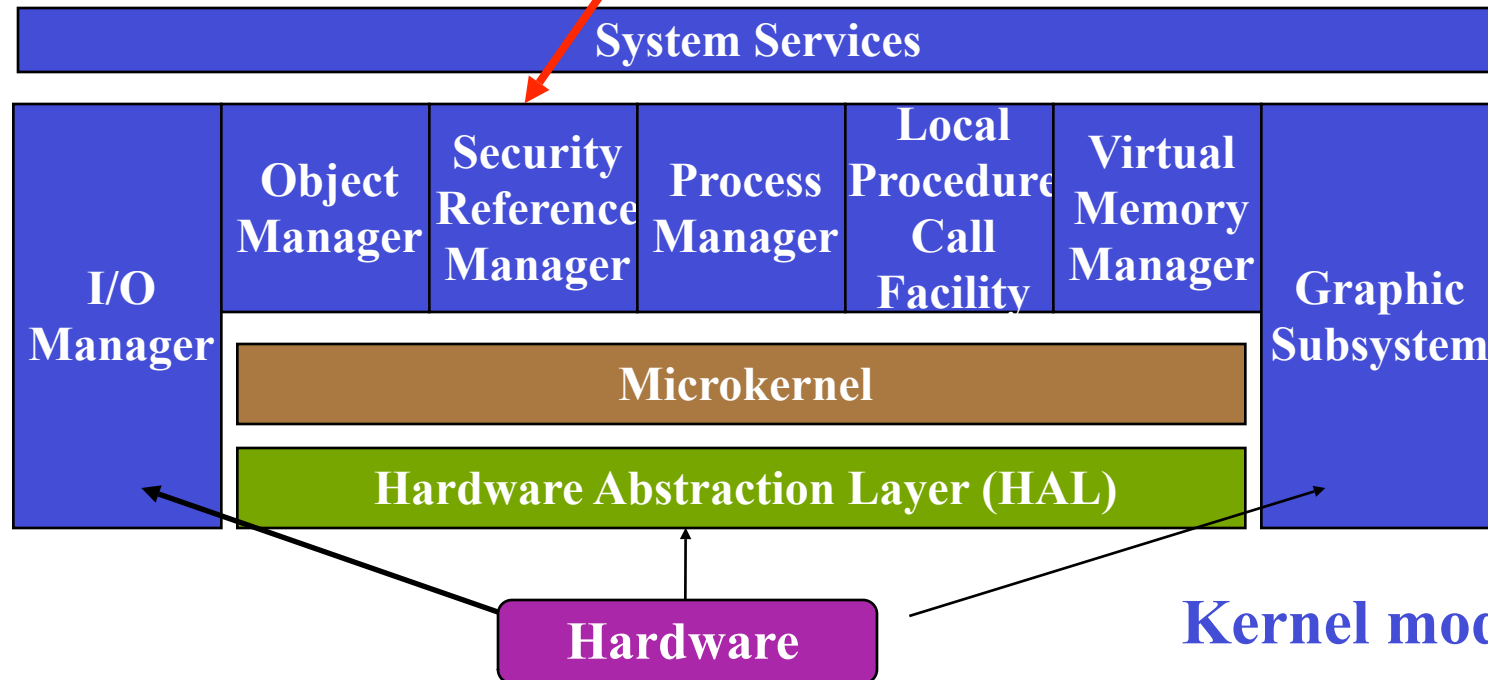 System Services
I/O
Manager
Object
Manager
Security
Reference
Manager
Process
Manager
Local
Procedure
Call
Facility
Virtual
Memory
Manager
Graphic
Subsystem
Microkernel
Hardware Abstraction Layer (HAL)
Hardware
Kernel